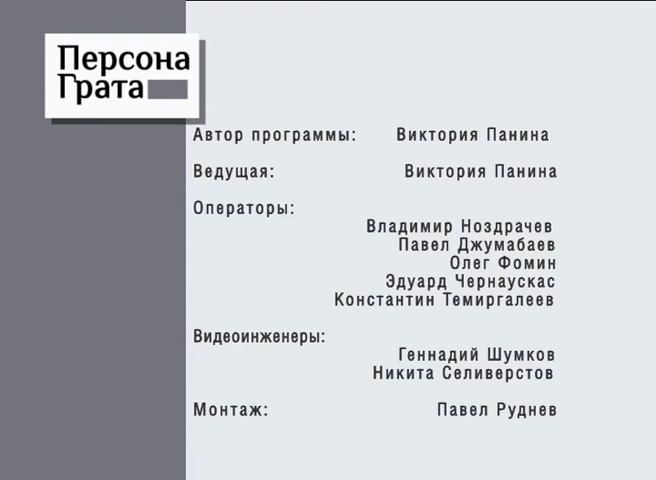 Персона
Грата
Автор программы: Виктория Панина
Ведущая: Виктория Панина
Операторы:
Владимир Ноздрачев
Павел Джумабаев
Олег Фомин
Эдуард Чернаускас
Константин Темиргалеев
Видеоинженеры:
Геннадий Шумков
Никита Селиверстов
Монтаж: Павел Руднев